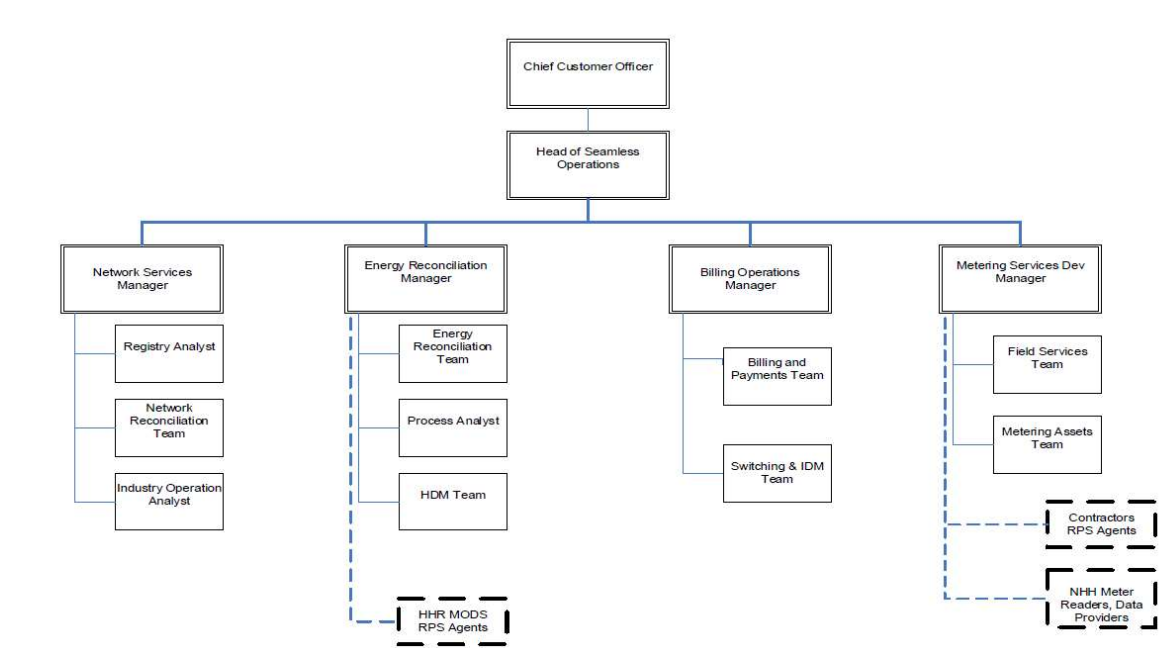 Chief Customer Officer
Head of Seamless
Operations
Network Services
Manager
Energy Reconciliation
Manager
Billing Operations
Manager
Metering Services Dev
Manager
Registry Analyst
Network
Reconciliation
Team
Industry Operation
Analyst
Energy
Reconciliation
Team
Process Analyst
HDM Team
HHR MODS
RPS Agents
Billing and
Payments Team
Switching & IDM
Team
Field Services
Team
Metering Assets
Team
Contractors
RPS Agents
NHH Meter
Readers, Data
Providers